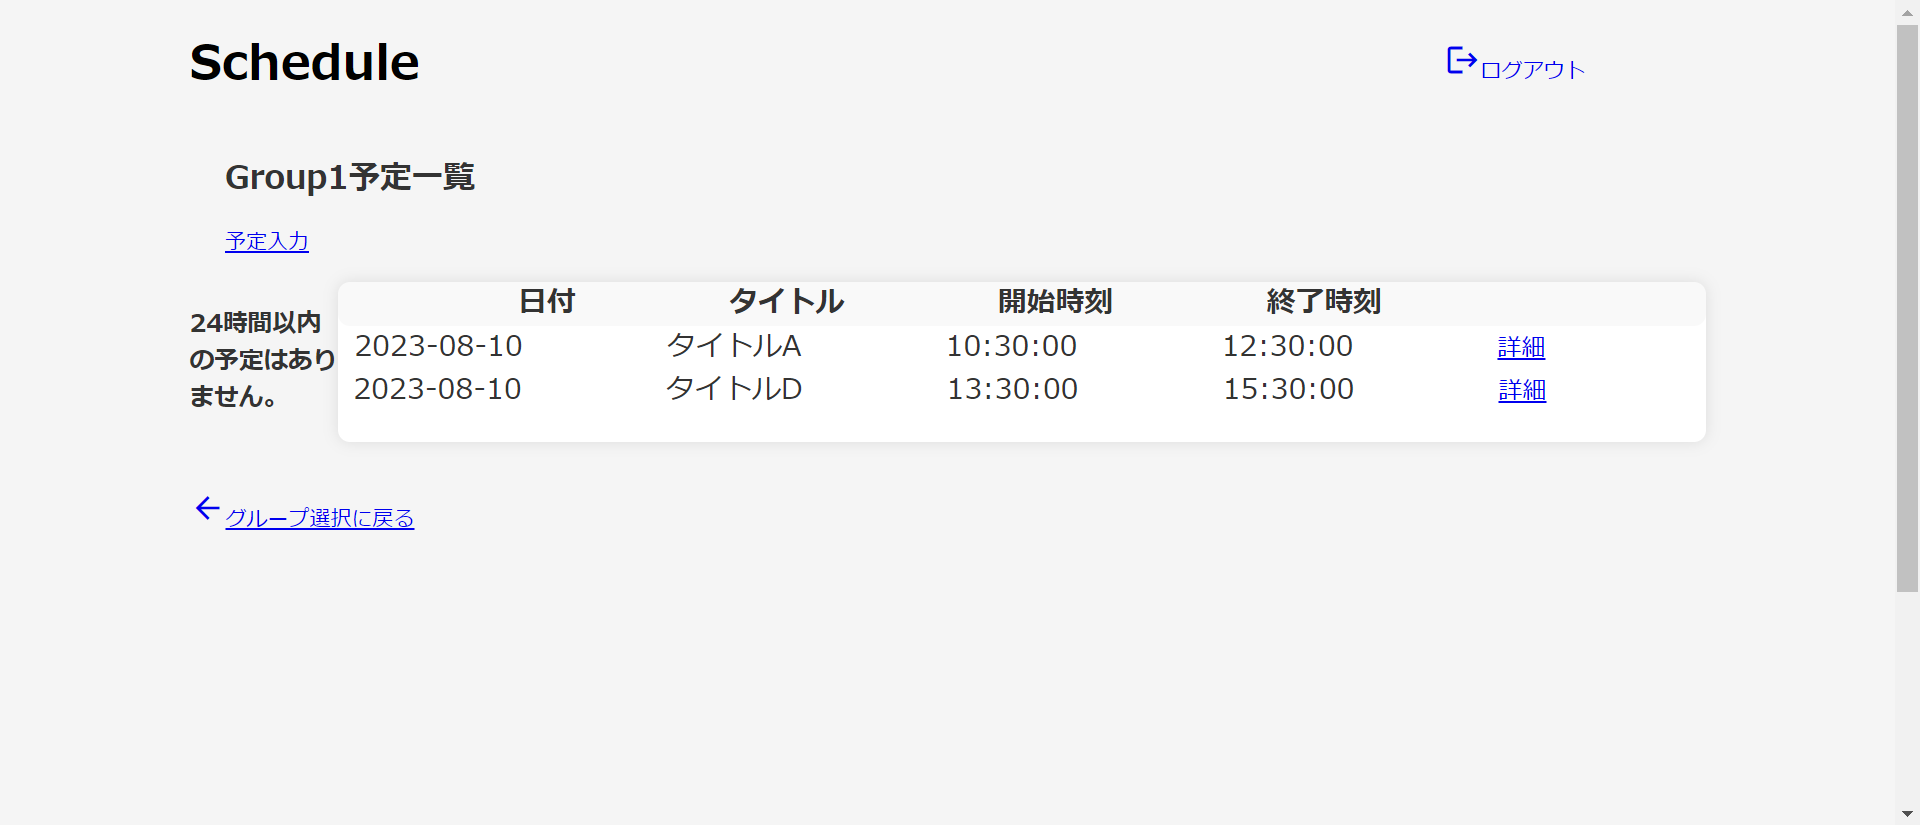 Schedule
ログアウト
Group1予定一覧
予定入力
24時間以内
の予定はあり
ません。
日付 タイトル 開始時刻 終了時刻
2023-08-10 タイトルA 10:30:00 12:30:00 詳細
2023-08-10 タイトルD 13:30:00 15:30:00 詳細
グループ選択に戻る